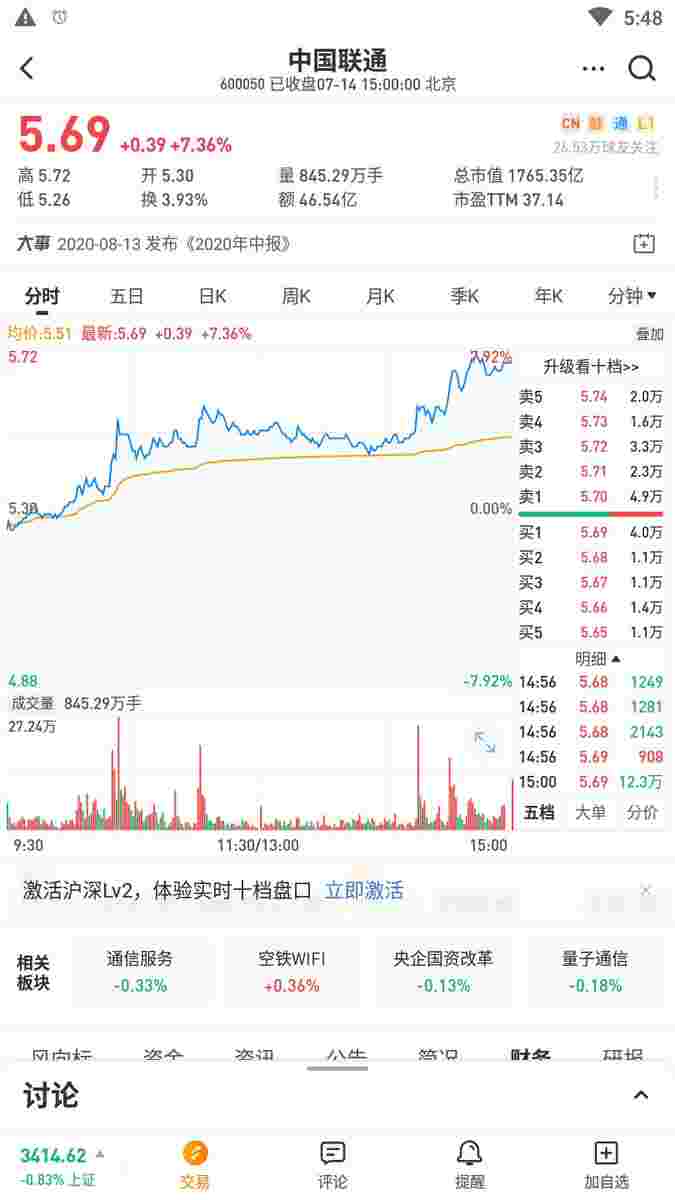 5:48
中国联通
600050 已收盘07-14 15:00:00 北京
5.69 +0.39 +7.36%
CN 融 通 L1
26.53万球友关注
高 5.72 开 5.30 量 845.29万手 总市值 1765.35亿
低 5.26 换 3.93% 额 46.54亿 市盈TTM 37.14
大事 2020-08-13 发布《2020年中报》
分时 五日 日K 周K 月K 季K 年K 分钟
均价:5.51 最新:5.69 +0.39 +7.36% 叠加
5.72 7.92%
5.30 0.00%
4.88 -7.92%
升级看十档>>
卖5 5.74 2.0万
卖4 5.73 1.6万
卖3 5.72 3.3万
卖2 5.71 2.3万
卖1 5.70 4.9万
买1 5.69 4.0万
买2 5.68 1.1万
买3 5.67 1.1万
买4 5.66 1.4万
买5 5.65 1.1万
明细
14:56 5.68 1249
14:56 5.68 1281
14:56 5.68 2143
14:56 5.69 908
15:00 5.69 12.3万
五档 大单 分价
成交量 845.29万手
27.24万
9:30 11:30/13:00 15:00
激活沪深Lv2，体验实时十档盘口 立即激活
相关
板块
通信服务 空铁WIFI 央企国资改革 量子通信
-0.33% +0.36% -0.13% -0.18%
风向标 资金 资讯 公告 简况 财务 研报
讨论
3414.62
-0.83% 上证
交易 评论 提醒 加自选